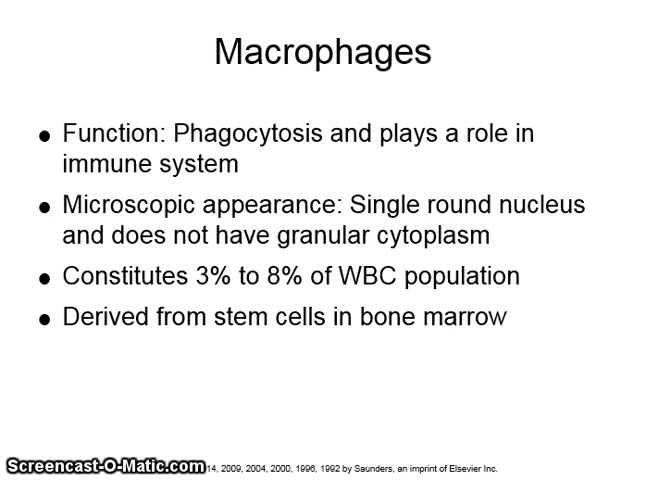 Macrophages
● Function: Phagocytosis and plays a role in
immune system
● Microscopic appearance: Single round nucleus
and does not have granular cytoplasm
● Constitutes 3% to 8% of WBC population
● Derived from stem cells in bone marrow
Screencast-O-Matic.com 14, 2009, 2004, 2000, 1996, 1992 by Saunders, an imprint of Elsevier Inc.